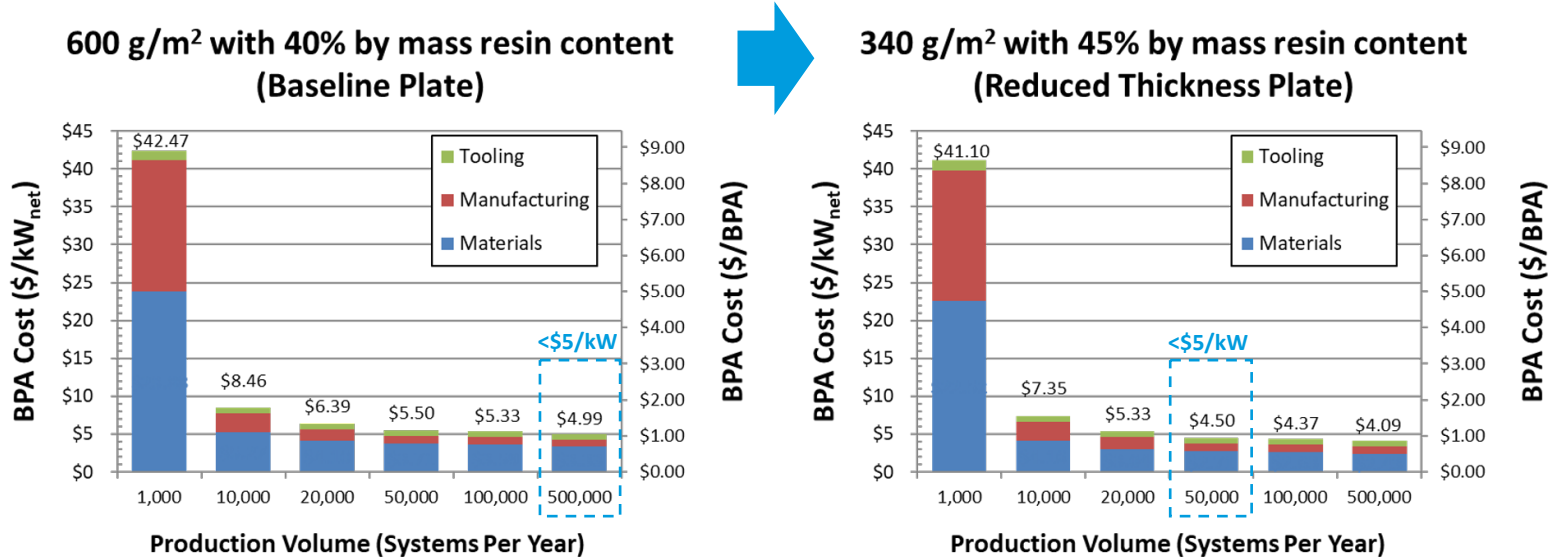 600 g/m² with 40% by mass resin content
(Baseline Plate)
BPA Cost ($/kWnet)
$45
$40
$35
$30
$25
$20
$15
$10
$5
$0
$42.47
$8.46
$6.39
$5.50
$5.33
$4.99
Tooling
Manufacturing
Materials
<$5/kW
$9.00
$8.00
$7.00
$6.00
$5.00
$4.00
$3.00
$2.00
$1.00
$0.00
BPA Cost ($/BPA)
1,000 10,000 20,000 50,000 100,000 500,000
Production Volume (Systems Per Year)
340 g/m² with 45% by mass resin content
(Reduced Thickness Plate)
BPA Cost ($/kWnet)
$45
$40
$35
$30
$25
$20
$15
$10
$5
$0
$41.10
$7.35
$5.33
$4.50
$4.37
$4.09
Tooling
Manufacturing
Materials
<$5/kW
$9.00
$8.00
$7.00
$6.00
$5.00
$4.00
$3.00
$2.00
$1.00
$0.00
BPA Cost ($/BPA)
1,000 10,000 20,000 50,000 100,000 500,000
Production Volume (Systems Per Year)